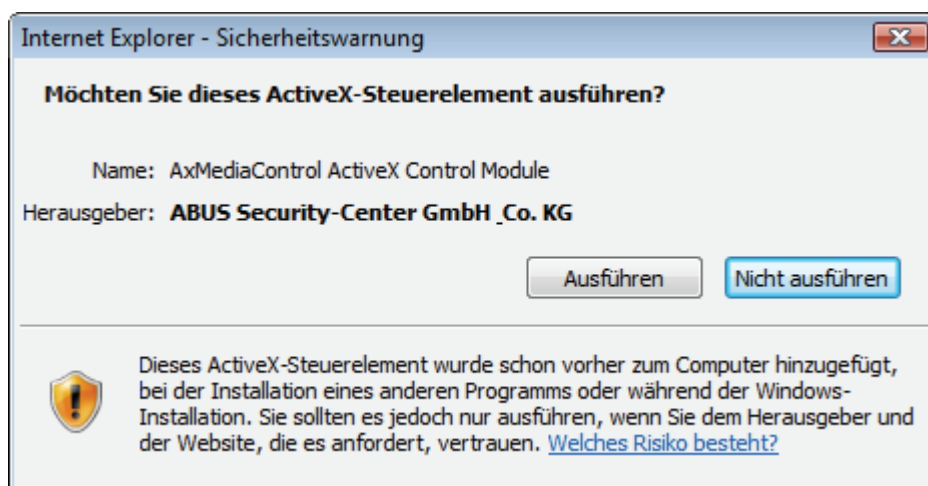 Internet Explorer - Sicherheitswarnung
Möchten Sie dieses ActiveX-Steuerelement ausführen?
Name: AxMediaControl ActiveX Control Module
Herausgeber: ABUS Security-Center GmbH _Co. KG
Ausführen Nicht ausführen
Dieses ActiveX-Steuerelement wurde schon vorher zum Computer hinzugefügt,
bei der Installation eines anderen Programms oder während der Windows-
Installation. Sie sollten es jedoch nur ausführen, wenn Sie dem Herausgeber und
der Website, die es anfordert, vertrauen. Welches Risiko besteht?